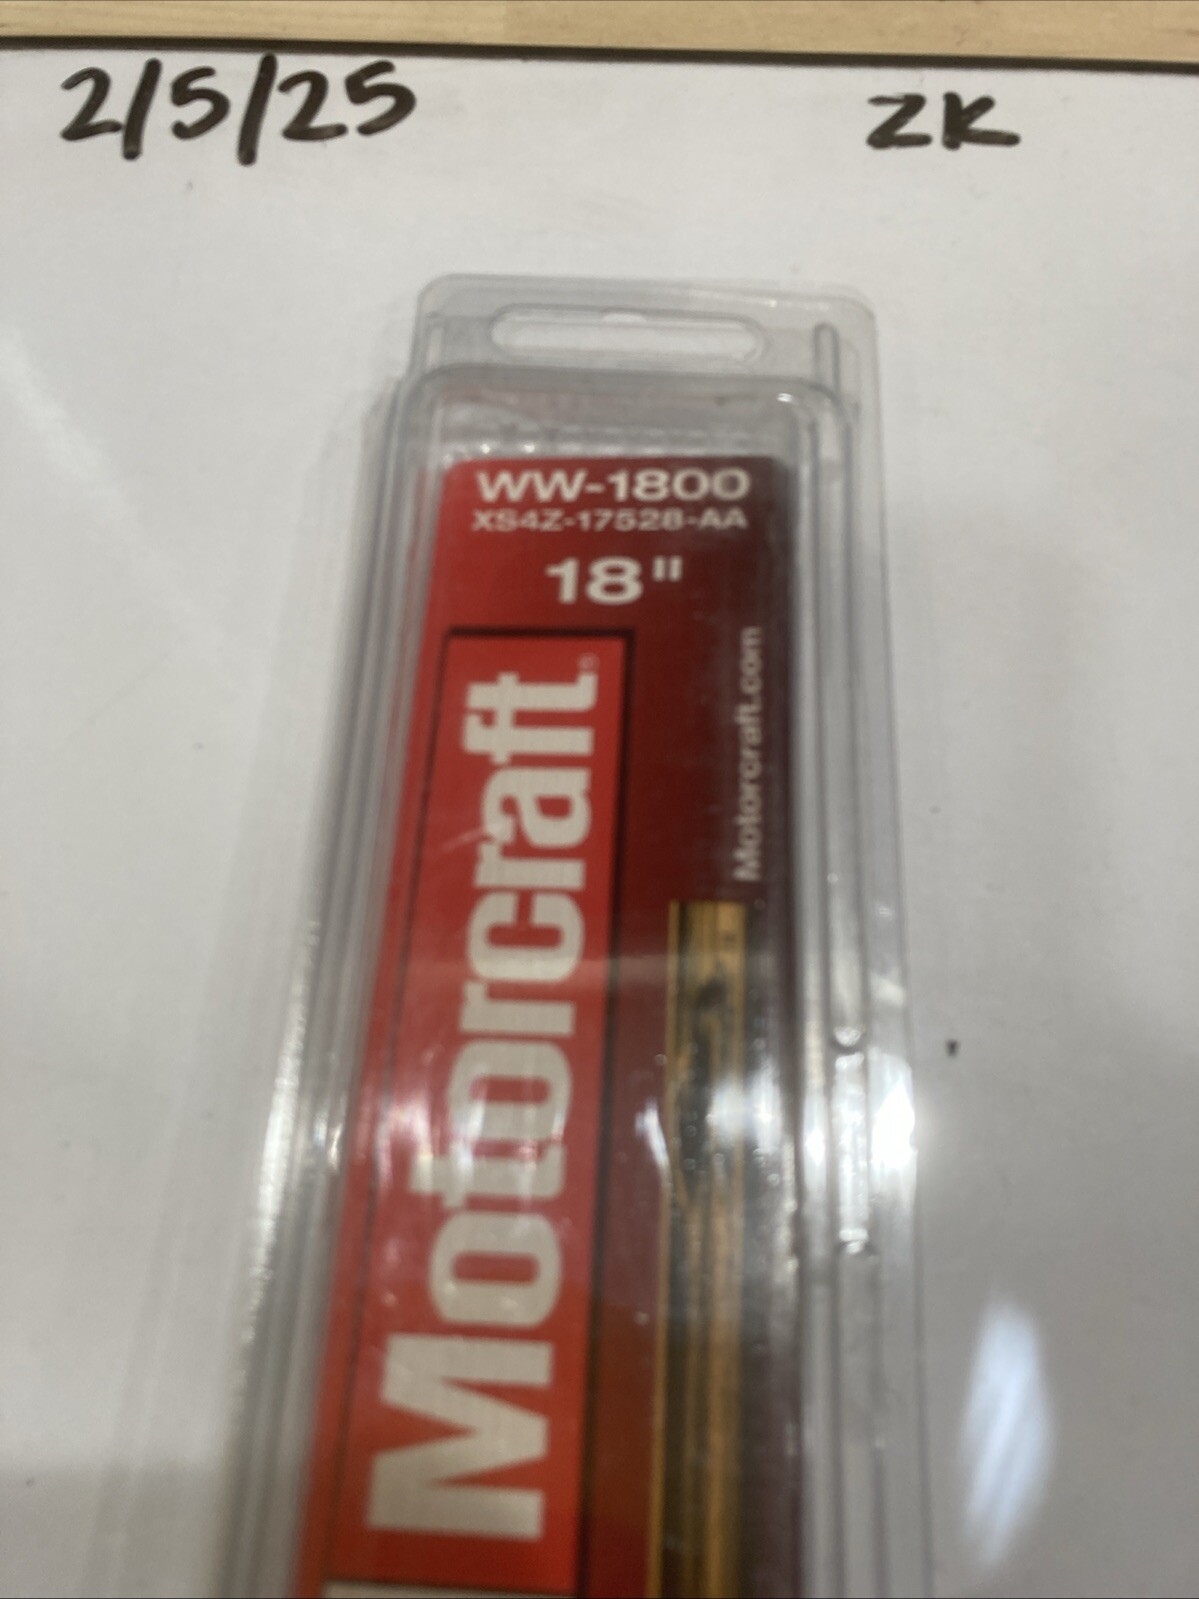 2/5/25
ZK
WW-1800
XS4Z-17528-AA
18"
Motorcraft®
Motorcraft.com